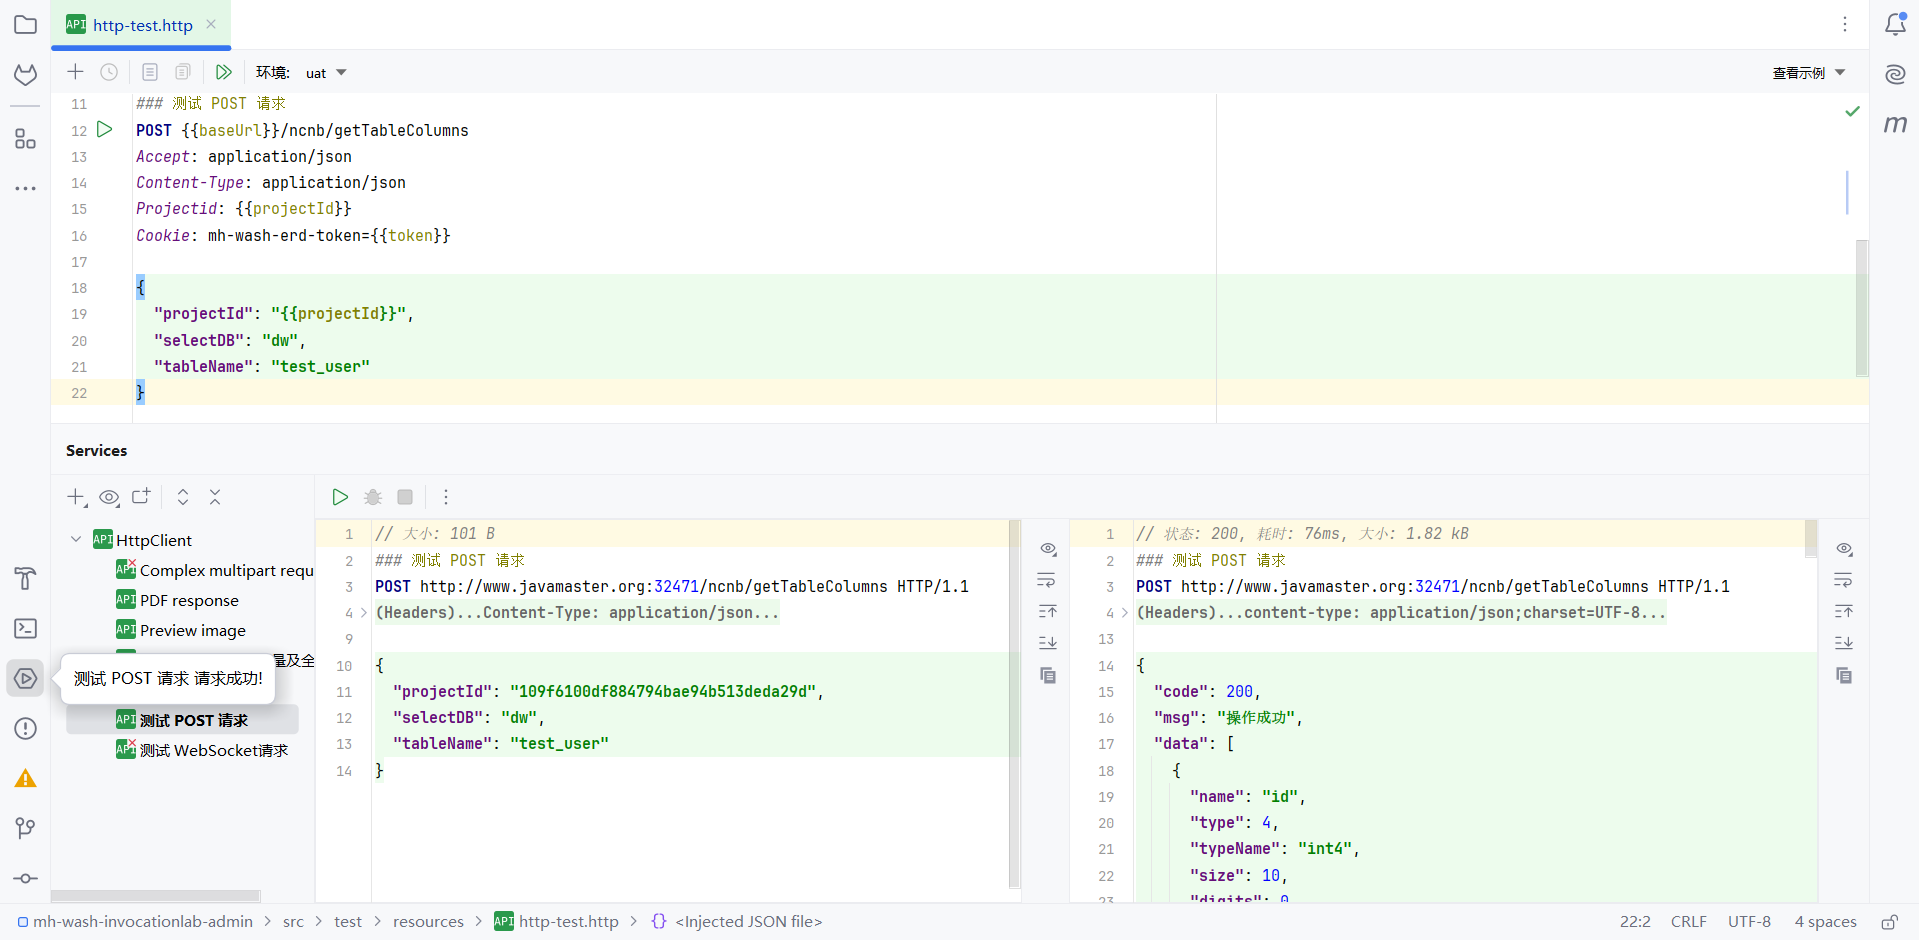 API http-test.http
环境: uat
查看示例
11 ### 测试 POST 请求
12 POST {{baseUrl}}/ncnb/getTableColumns
13 Accept: application/json
14 Content-Type: application/json
15 Projectid: {{projectId}}
16 Cookie: mh-wash-erd-token={{token}}
17
18 {
19 "projectId": "{{projectId}}",
20 "selectDB": "dw",
21 "tableName": "test_user"
22 }
m
Services
API HttpClient
API Complex multipart requ
API PDF response
API Preview image
量及全
测试 POST 请求 请求成功!
API 测试 POST 请求
API 测试 WebSocket请求
1 // 大小: 101 B
2 ### 测试 POST 请求
3 POST http://www.javamaster.org:32471/ncnb/getTableColumns HTTP/1.1
4 (Headers)...Content-Type: application/json...
9
10 {
11 "projectId": "109f6100df884794bae94b513deda29d",
12 "selectDB": "dw",
13 "tableName": "test_user"
14 }
1 // 状态: 200, 耗时: 76ms, 大小: 1.82 kB
2 ### 测试 POST 请求
3 POST http://www.javamaster.org:32471/ncnb/getTableColumns HTTP/1.1
4 (Headers)...content-type: application/json;charset=UTF-8...
13
14 {
15 "code": 200,
16 "msg": "操作成功",
17 "data": [
18 {
19 "name": "id",
20 "type": 4,
21 "typeName": "int4",
22 "size": 10,
23 "digits": 0
mh-wash-invocationlab-admin > src > test > resources > API http-test.http > {} <Injected JSON file>
22:2 CRLF UTF-8 4 spaces